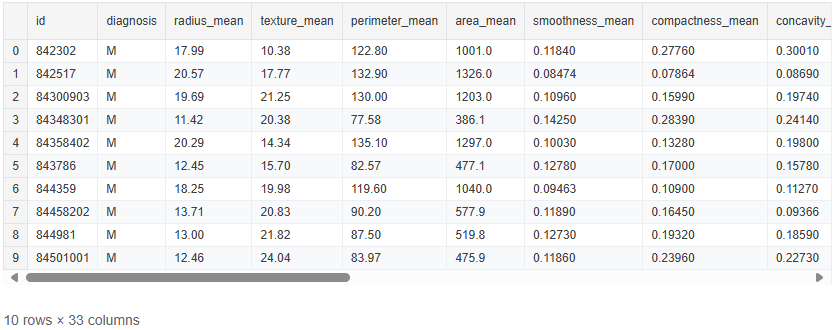 id diagnosis radius_mean texture_mean perimeter_mean area_mean smoothness_mean compactness_mean concavity_
0 842302 M 17.99 10.38 122.80 1001.0 0.11840 0.27760 0.30010
1 842517 M 20.57 17.77 132.90 1326.0 0.08474 0.07864 0.08690
2 84300903 M 19.69 21.25 130.00 1203.0 0.10960 0.15990 0.19740
3 84348301 M 11.42 20.38 77.58 386.1 0.14250 0.28390 0.24140
4 84358402 M 20.29 14.34 135.10 1297.0 0.10030 0.13280 0.19800
5 843786 M 12.45 15.70 82.57 477.1 0.12780 0.17000 0.15780
6 844359 M 18.25 19.98 119.60 1040.0 0.09463 0.10900 0.11270
7 84458202 M 13.71 20.83 90.20 577.9 0.11890 0.16450 0.09366
8 844981 M 13.00 21.82 87.50 519.8 0.12730 0.19320 0.18590
9 84501001 M 12.46 24.04 83.97 475.9 0.11860 0.23960 0.22730
10 rows × 33 columns